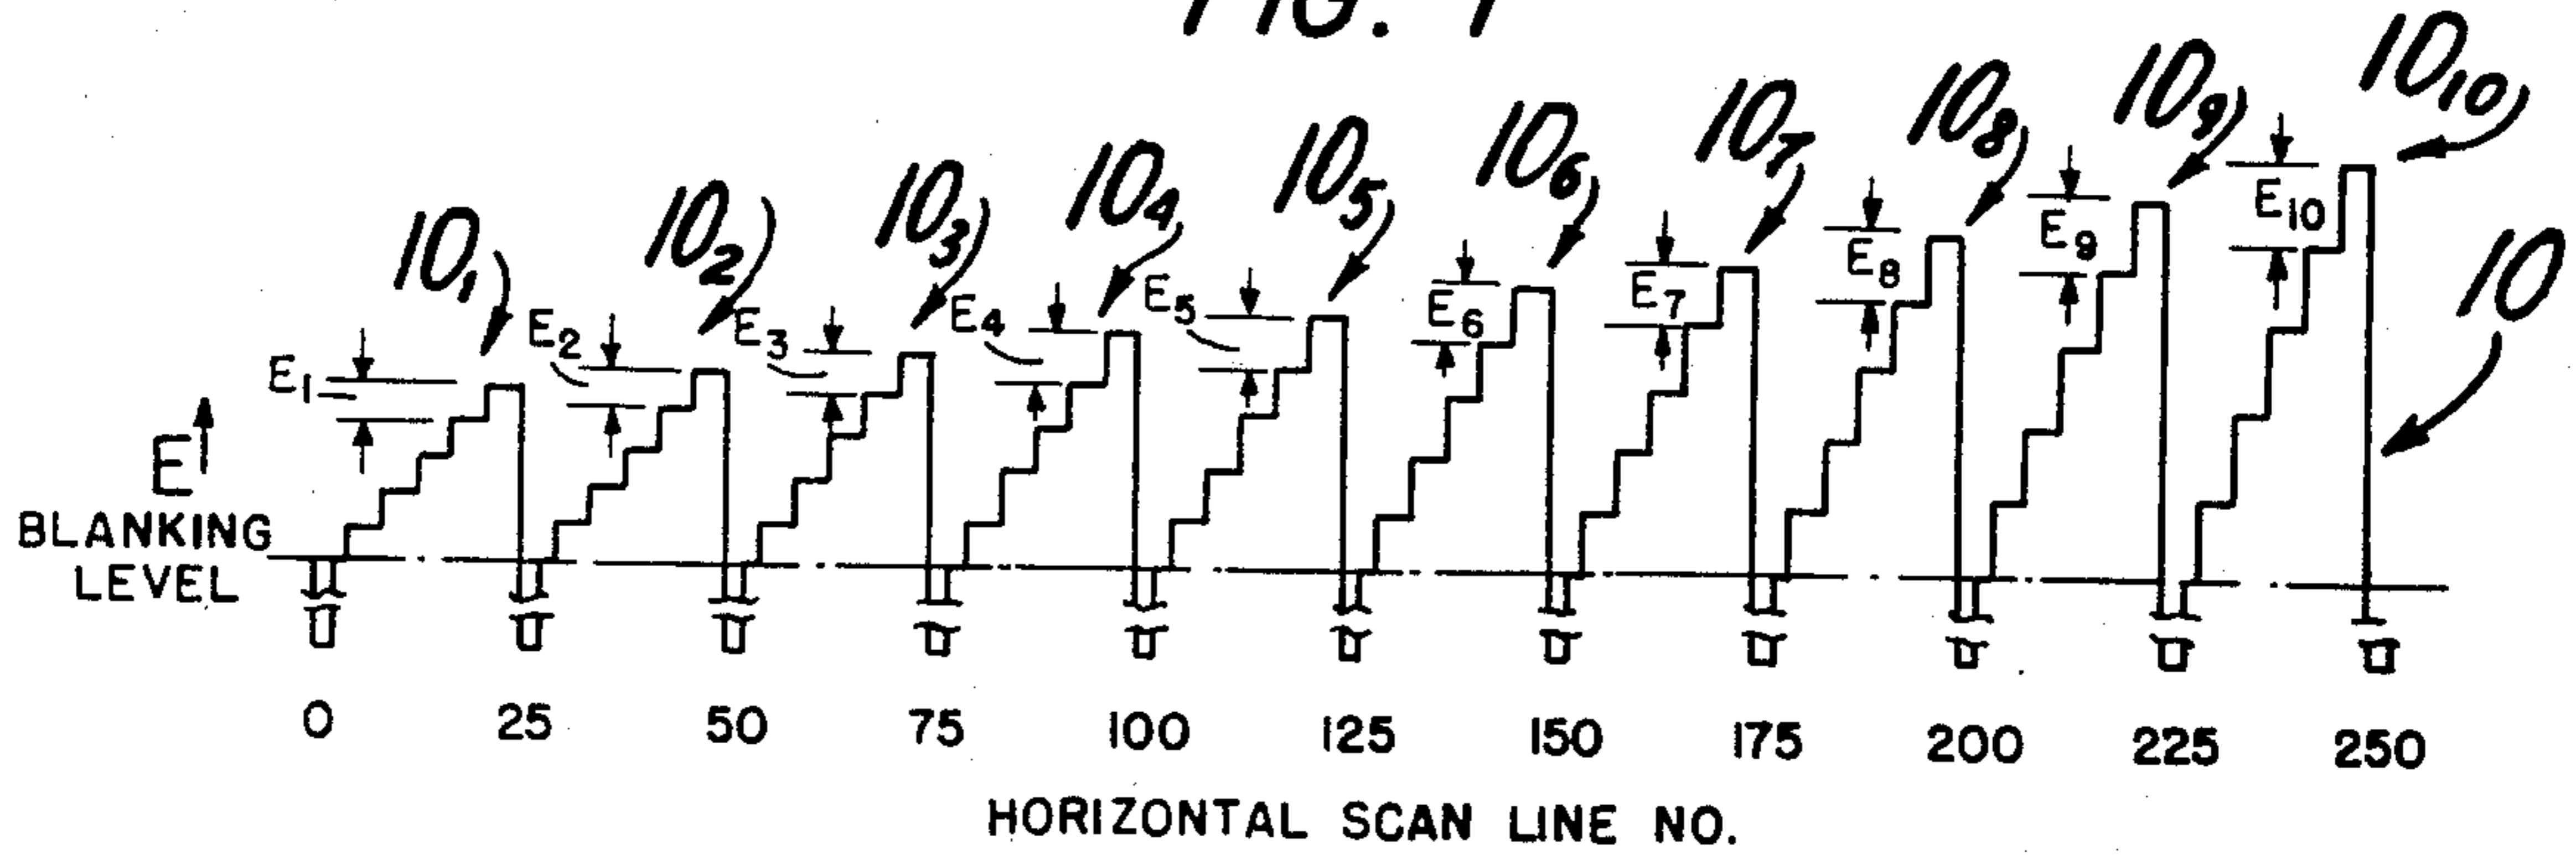 FIG. 1
10₁ 10₂ 10₃ 10₄ 10₅ 10₆ 10₇ 10₈ 10₉ 10₁₀
E₁ E₂ E₃ E₄ E₅ E₆ E₇ E₈ E₉ E₁₀
10
E
BLANKING
LEVEL
0 25 50 75 100 125 150 175 200 225 250
HORIZONTAL SCAN LINE NO.